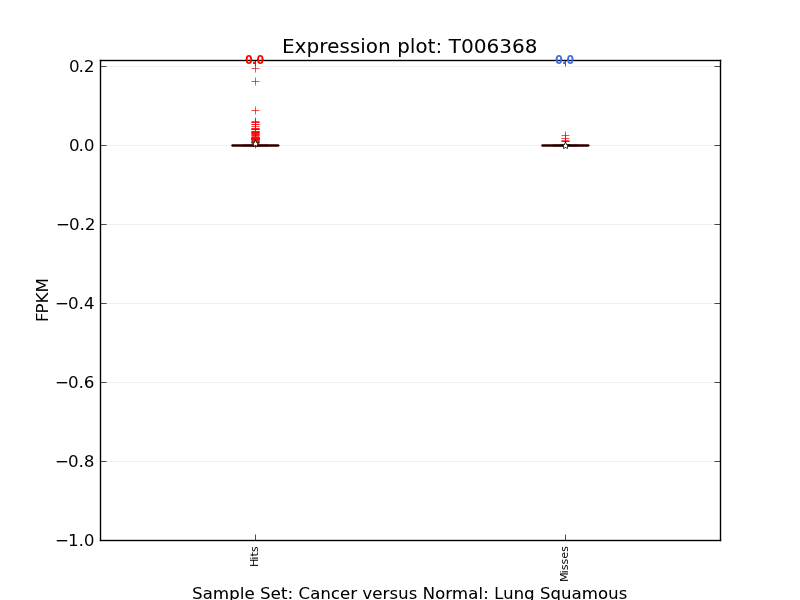 Expression plot: T006368
0.0
0.0
0.2
0.0
−0.2
−0.4
−0.6
−0.8
−1.0
FPKM
Hits
Misses
Sample Set: Cancer versus Normal: Lung Squamous